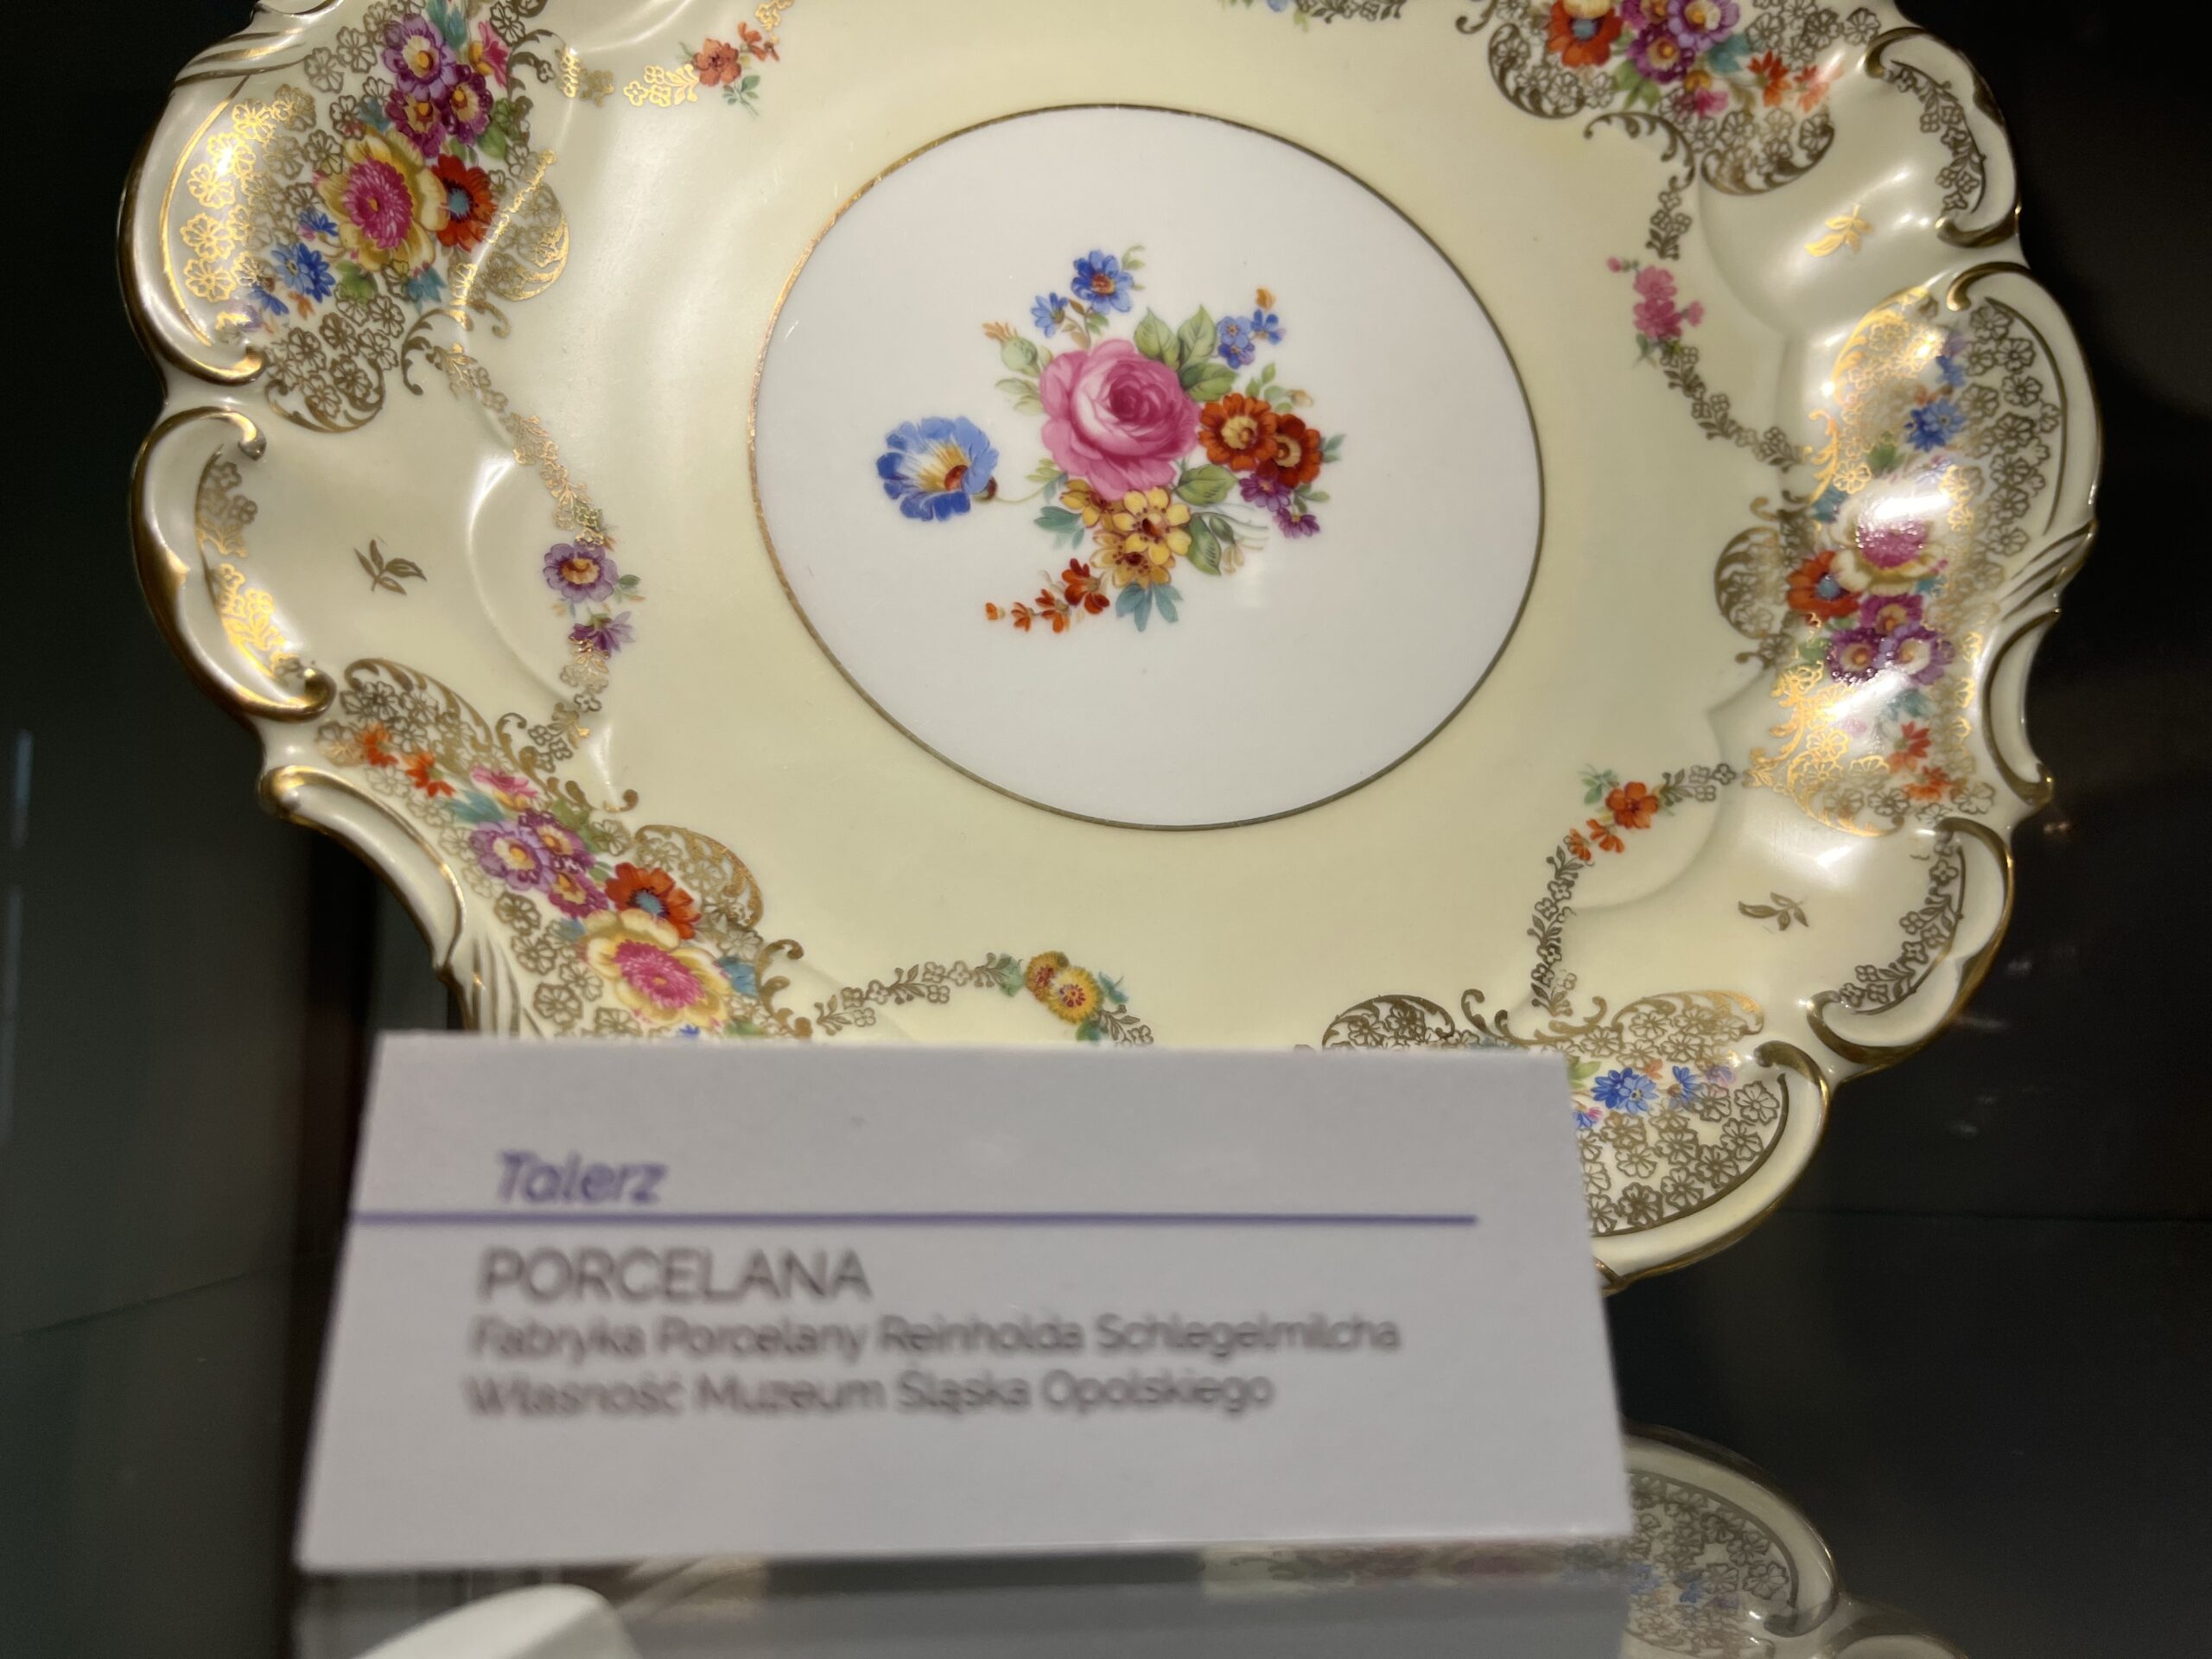 Talerz
PORCELANA
Fabryka Porcelany Reinholda Schlegelmilcha
Własność Muzeum Śląska Opolskiego